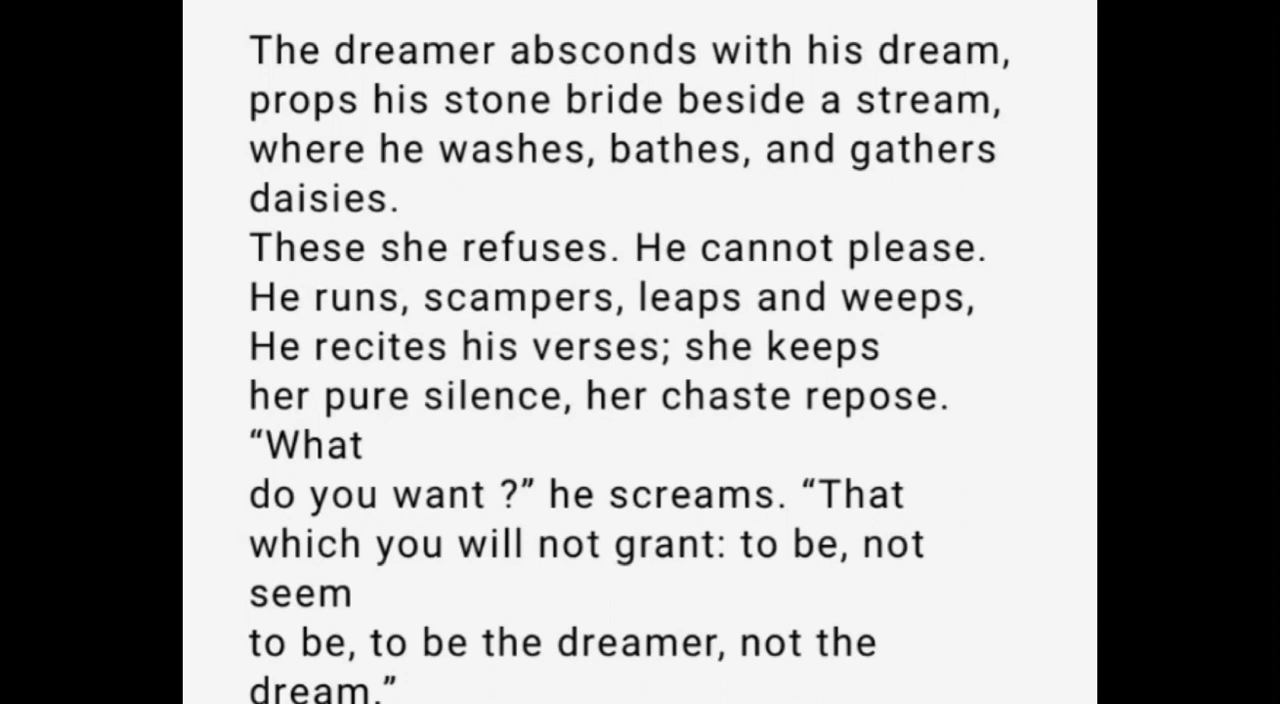 The dreamer absconds with his dream,
props his stone bride beside a stream,
where he washes, bathes, and gathers
daisies.
These she refuses. He cannot please.
He runs, scampers, leaps and weeps,
He recites his verses; she keeps
her pure silence, her chaste repose.
“What
do you want ?” he screams. “That
which you will not grant: to be, not
seem
to be, to be the dreamer, not the
dream.”